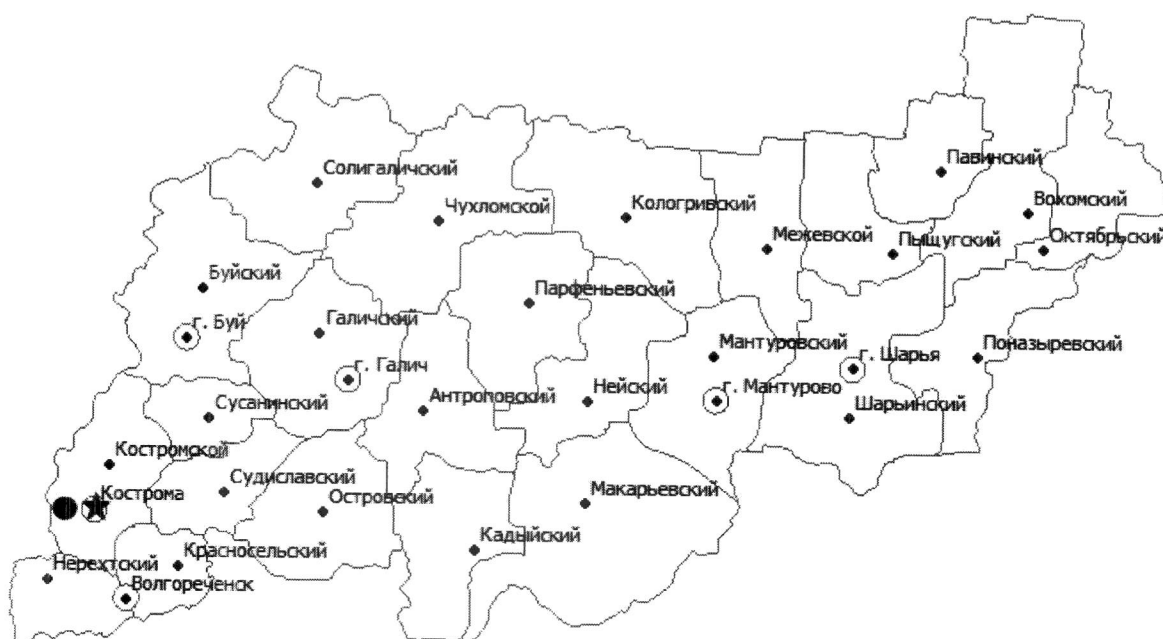 Солигаличский
Чухломской
Кологривский
Павинский
Вохомский
Межевской
Пыщугский
Октябрьский
Буйский
Парфеньевский
г. Буй
Галичский
Мантуровский
г. Шарья
Поназыревский
г. Галич
г. Мантурово
Сусанинский
Антроповский
Нейский
Шарьинский
Костромской
Судиславский
Кострома
Островский
Макарьевский
Нерехтский
Красносельский
Кадыйский
Волгореченск